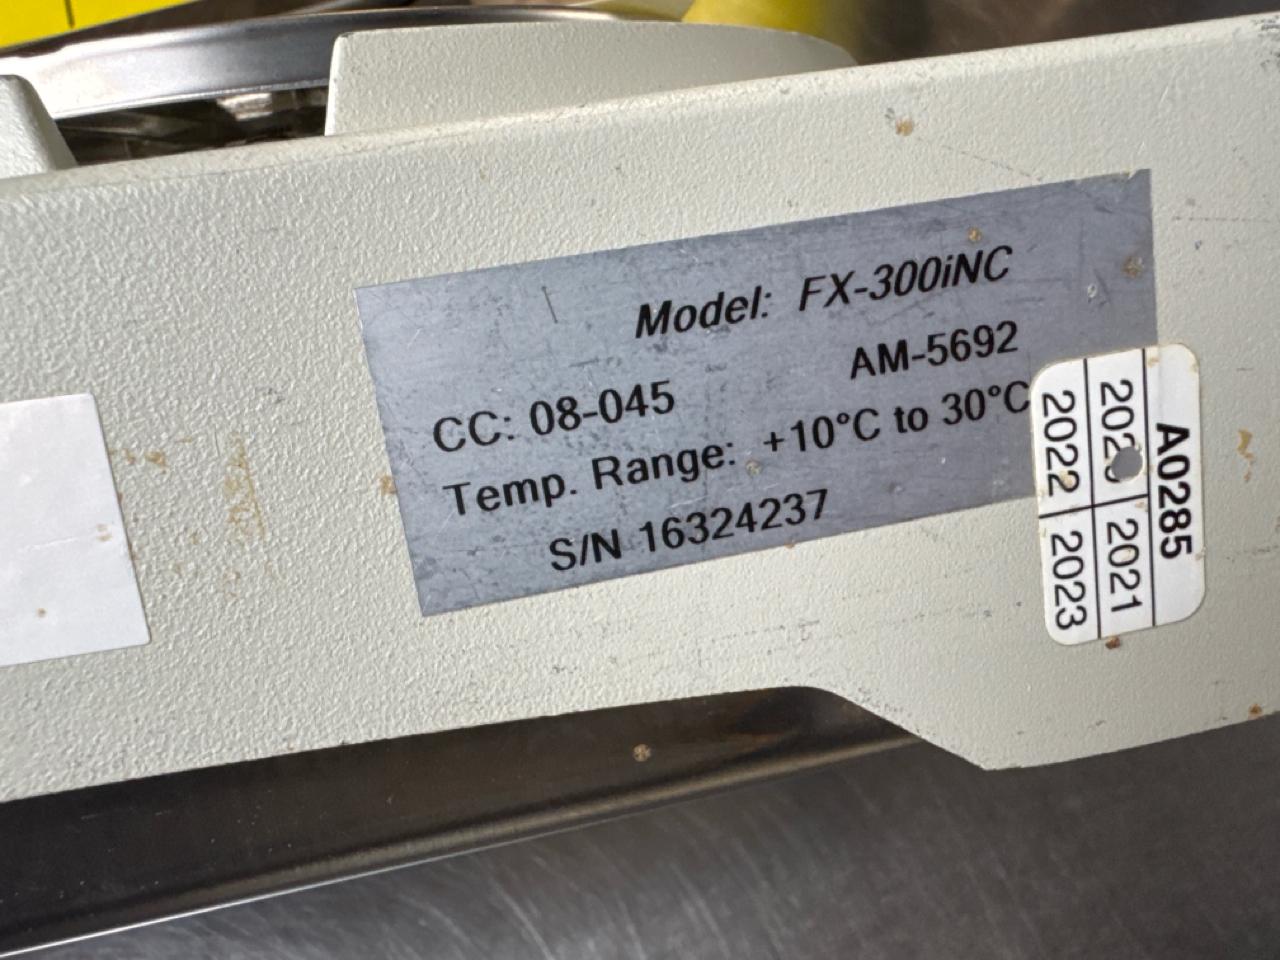 Model: FX-300iNC
AM-5692
CC: 08-045
Temp. Range: +10°C to 30°C
S/N 16324237
A0285
2021
2022 2023